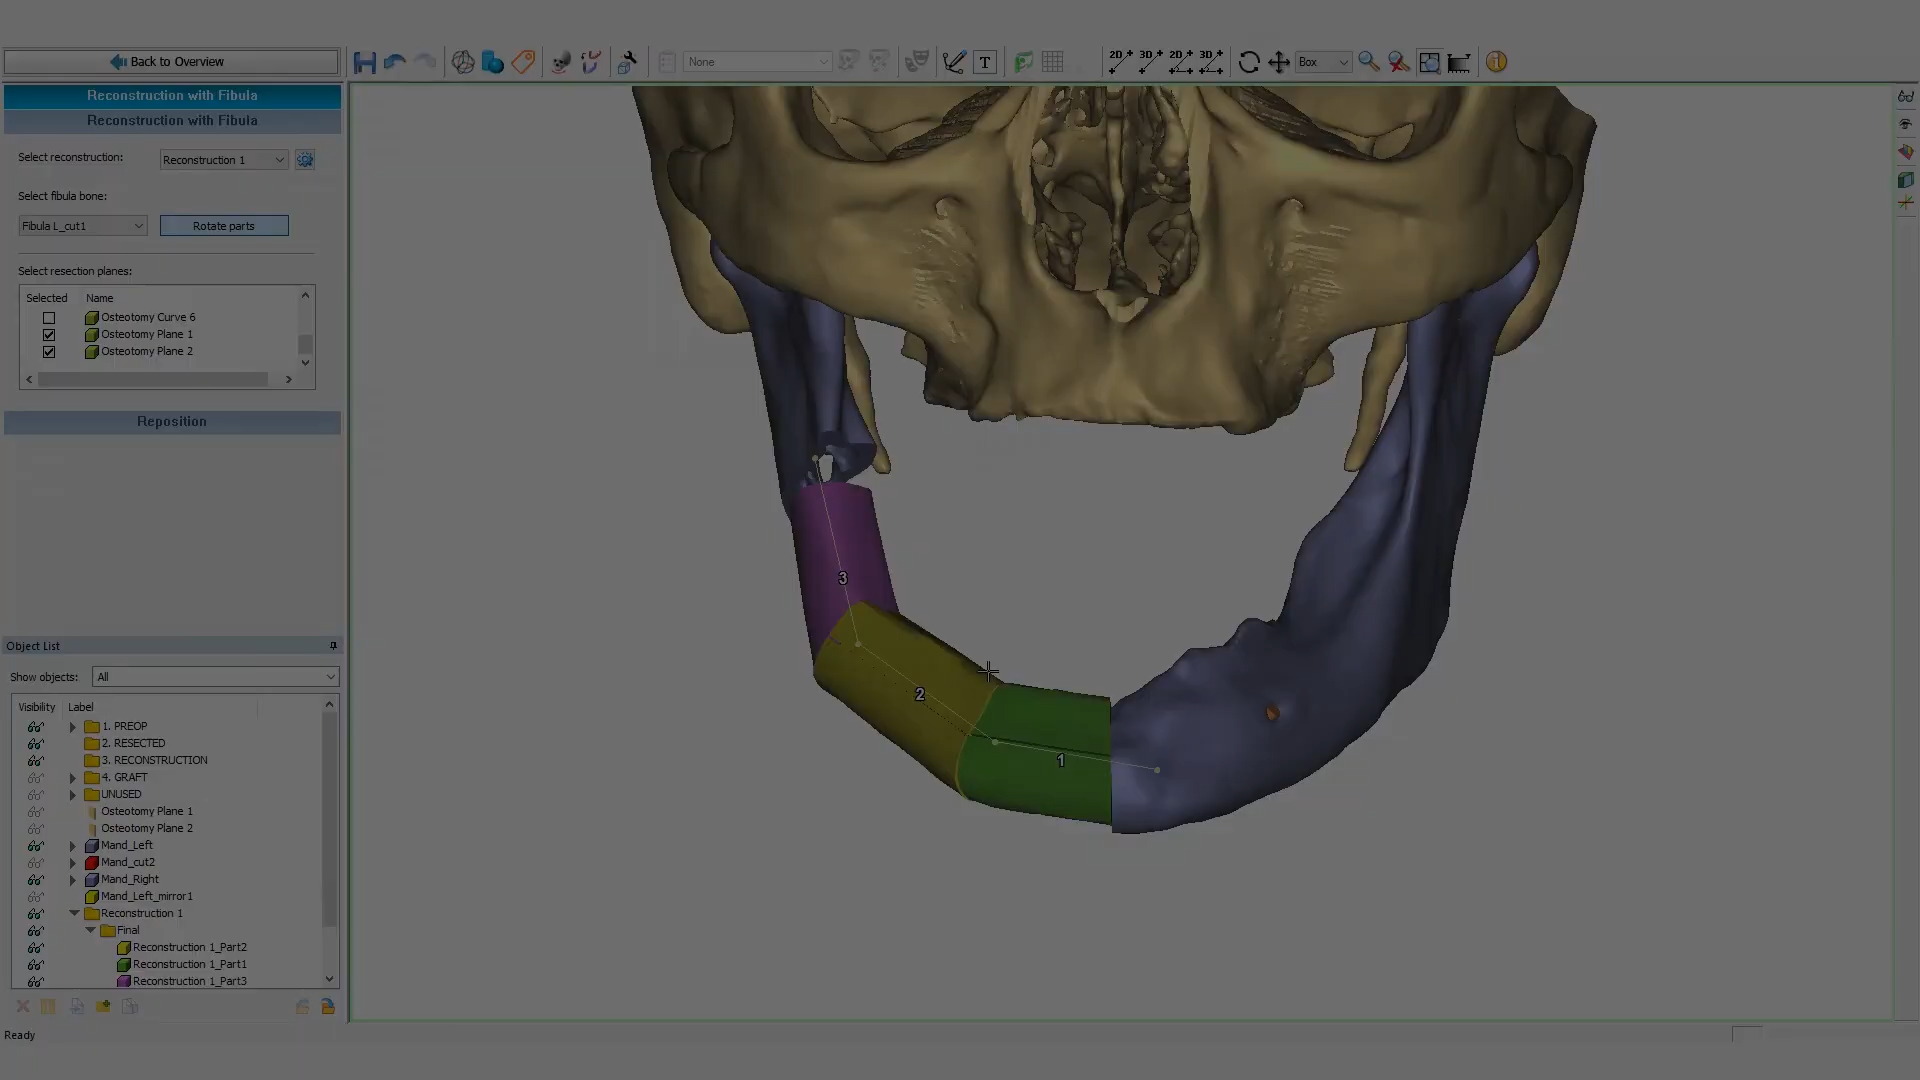 Back to Overview
None
T
2D
3D
2D
3D
Box
Reconstruction with Fibula
Reconstruction with Fibula
Select reconstruction:
Reconstruction 1
Select fibula bone:
Fibula L_cut1
Rotate parts
Select resection planes:
Selected Name
Osteotomy Curve 6
Osteotomy Plane 1
Osteotomy Plane 2
Reposition
3
2
1
Object List
Show objects:
All
Visibility Label
1. PREOP
2. RESECTED
3. RECONSTRUCTION
4. GRAFT
UNUSED
Osteotomy Plane 1
Osteotomy Plane 2
Mand_Left
Mand_cut2
Mand_Right
Mand_Left_mirror1
Reconstruction 1
Final
Reconstruction 1_Part2
Reconstruction 1_Part1
Reconstruction 1_Part3
Ready